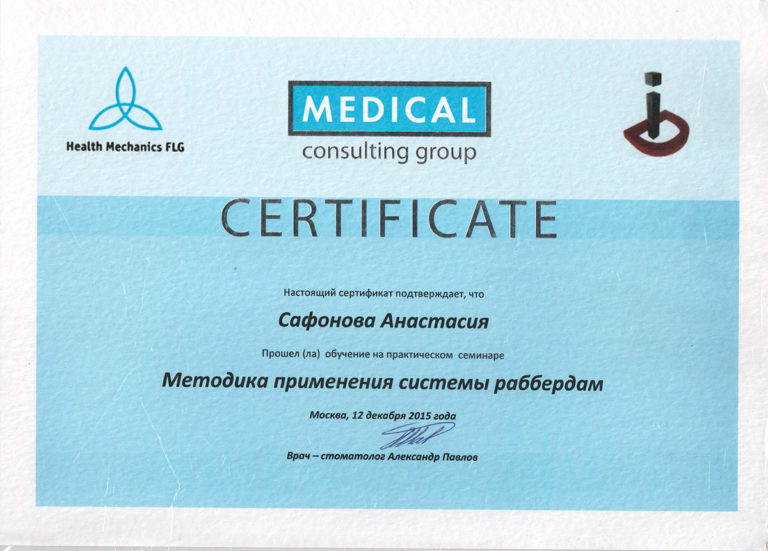 Health Mechanics FLG
MEDICAL
consulting group
CERTIFICATE
Настоящий сертификат подтверждает, что
Сафонова Анастасия
Прошел (ла) обучение на практическом семинаре
Методика применения системы раббердам
Москва, 12 декабря 2015 года
Врач – стоматолог Александр Павлов